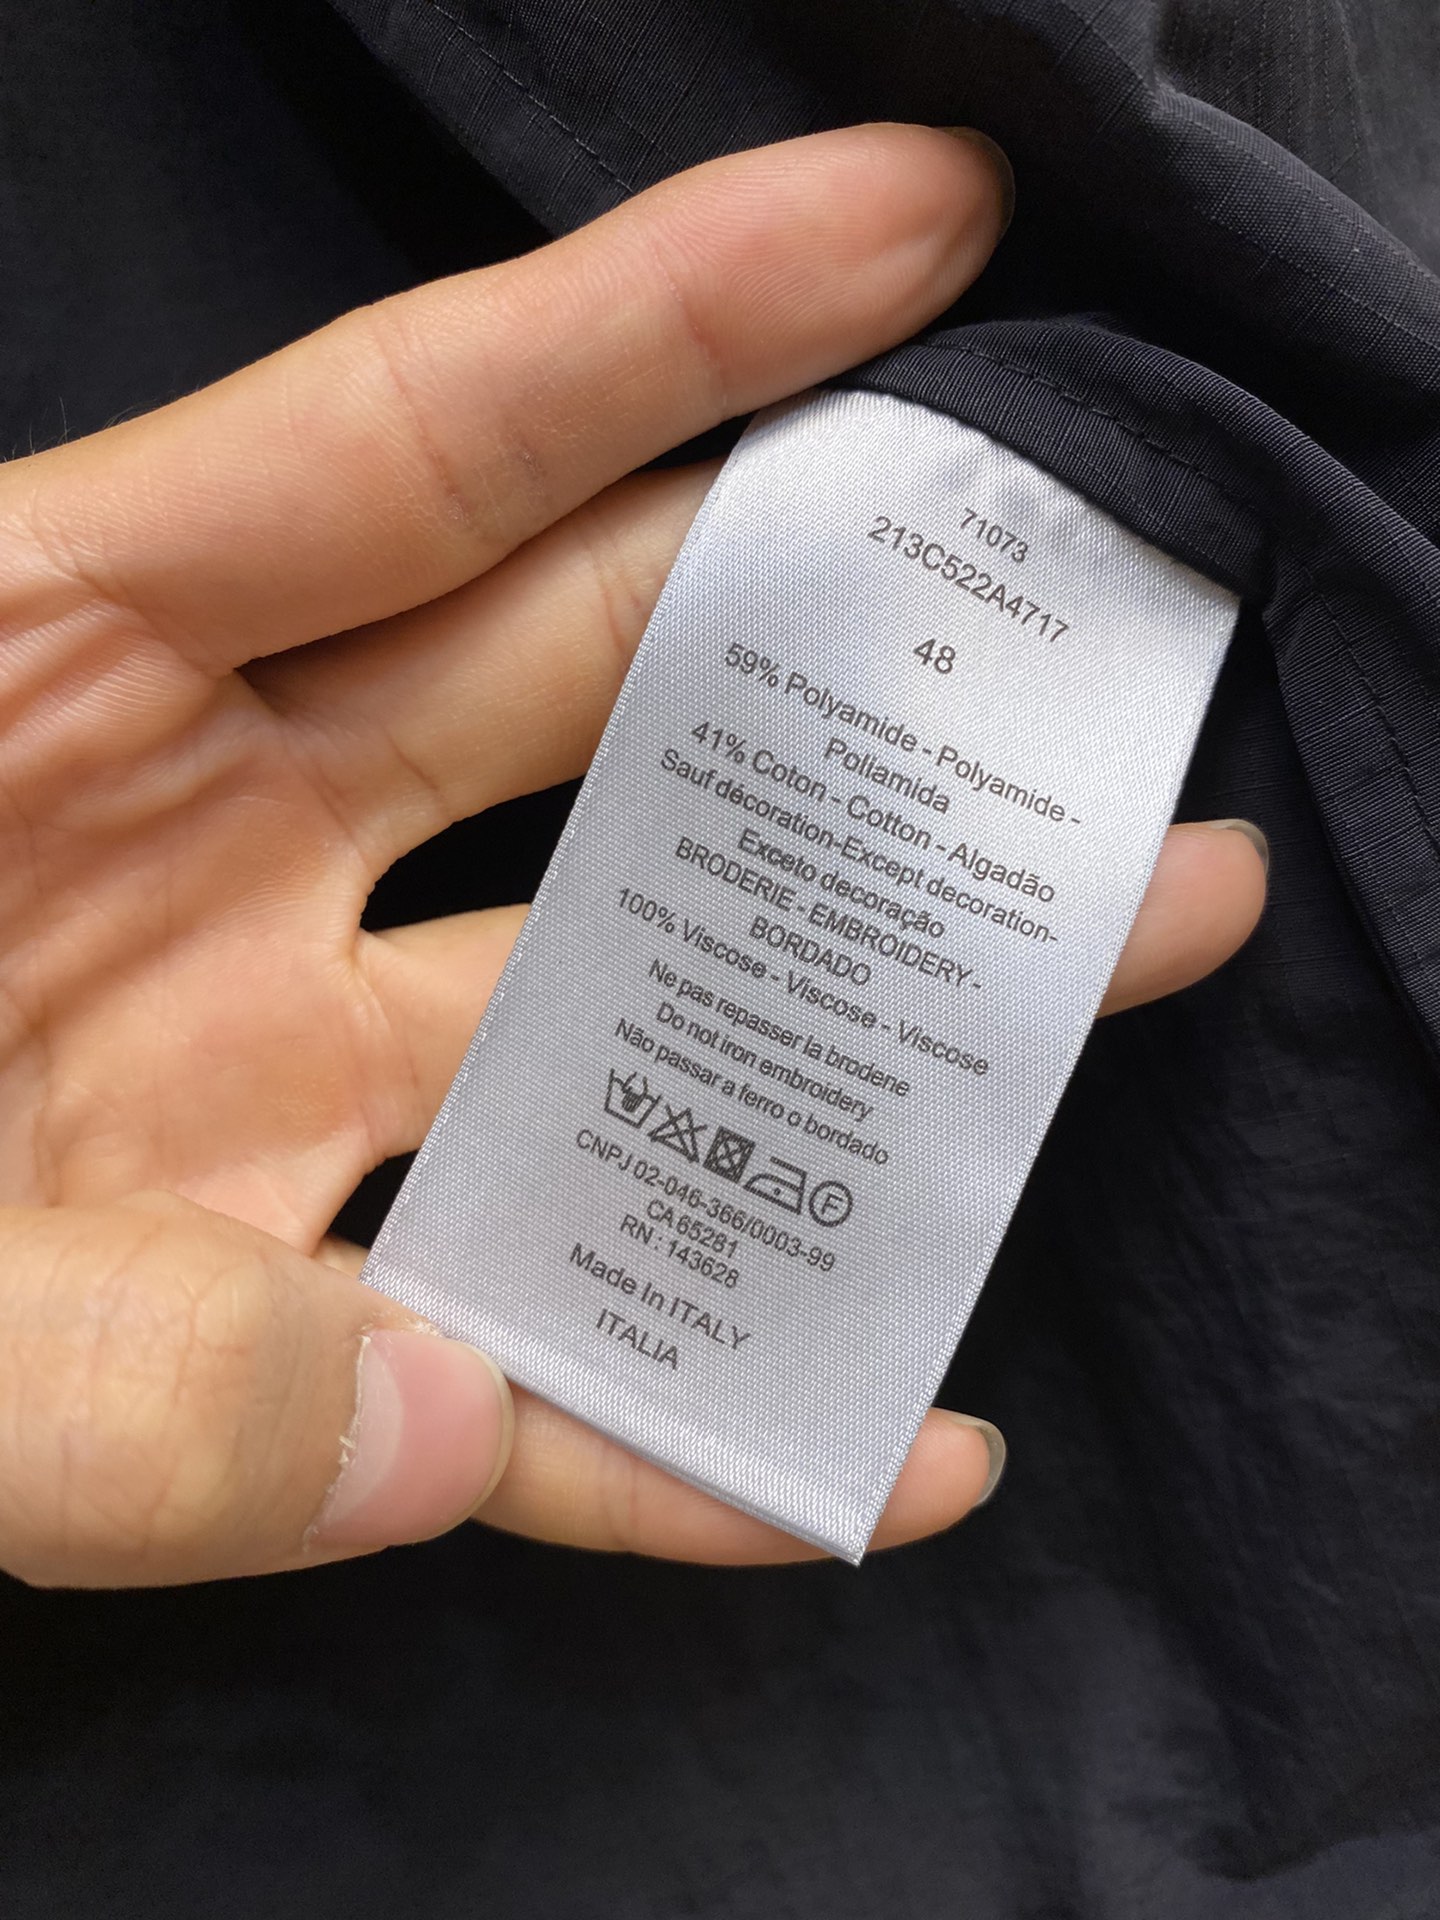 71073
213C522A4717
48
59% Polyamide - Polyamide -
Poliamida
41% Coton - Cotton - Algadão
Sauf décoration-Except decoration-
Exceto decoração
BRODERIE - EMBROIDERY -
BORDADO
100% Viscose - Viscose - Viscose
Ne pas repasser la brodene
Do not iron embroidery
Não passar a ferro o bordado
F
CNPJ 02-046-366/0003-99
CA 65281
RN : 143628
Made In ITALY
ITALIA